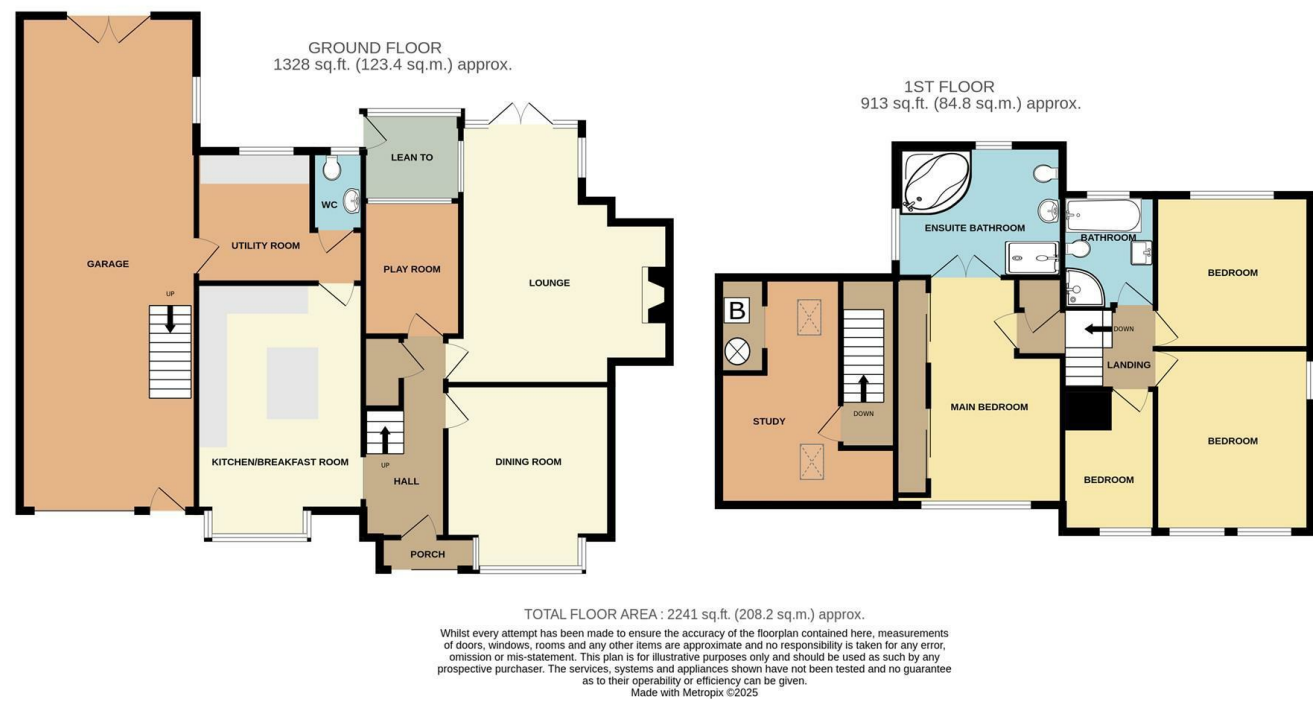 GROUND FLOOR
1328 sq.ft. (123.4 sq.m.) approx.
LEAN TO
WC
UTILITY ROOM
GARAGE
PLAY ROOM
LOUNGE
UP
KITCHEN/BREAKFAST ROOM
UP
HALL
DINING ROOM
PORCH
1ST FLOOR
913 sq.ft. (84.8 sq.m.) approx.
ENSUITE BATHROOM
BATHROOM
BEDROOM
B
DOWN
LANDING
STUDY
DOWN
MAIN BEDROOM
BEDROOM
BEDROOM
TOTAL FLOOR AREA : 2241 sq.ft. (208.2 sq.m.) approx.
Whilst every attempt has been made to ensure the accuracy of the floorplan contained here, measurements
of doors, windows, rooms and any other items are approximate and no responsibility is taken for any error,
omission or mis-statement. This plan is for illustrative purposes only and should be used as such by any
prospective purchaser. The services, systems and appliances shown have not been tested and no guarantee
as to their operability or efficiency can be given.
Made with Metropix ©2025